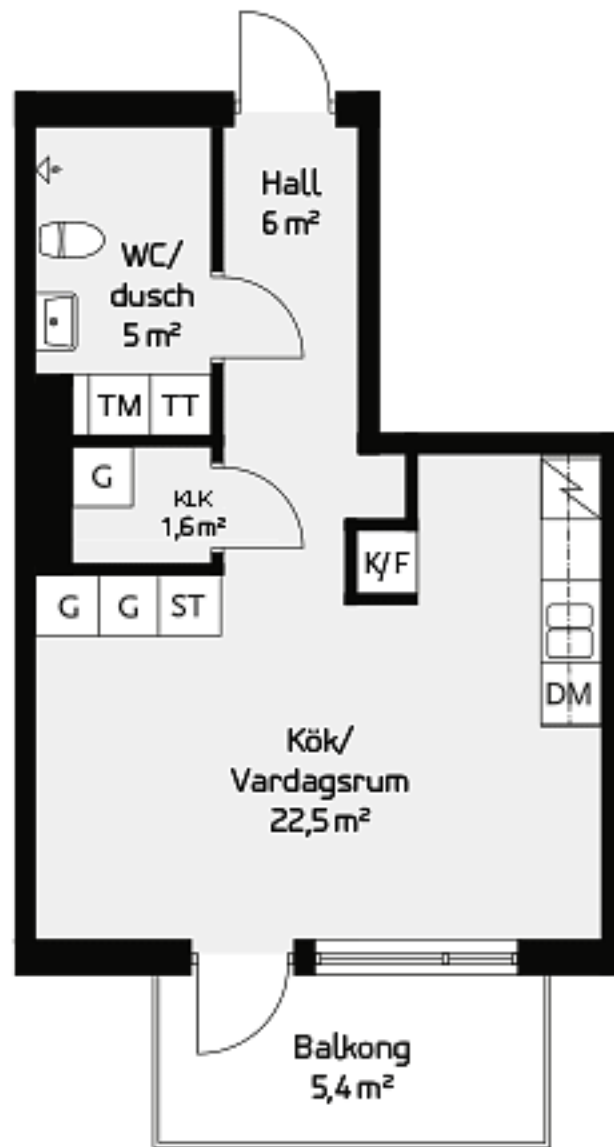 Hall
6 m²
WC/
dusch
5 m²
TM TT
G
KLK
1,6 m²
K/F
G G ST
DM
Kök/
Vardagsrum
22,5 m²
Balkong
5,4 m²